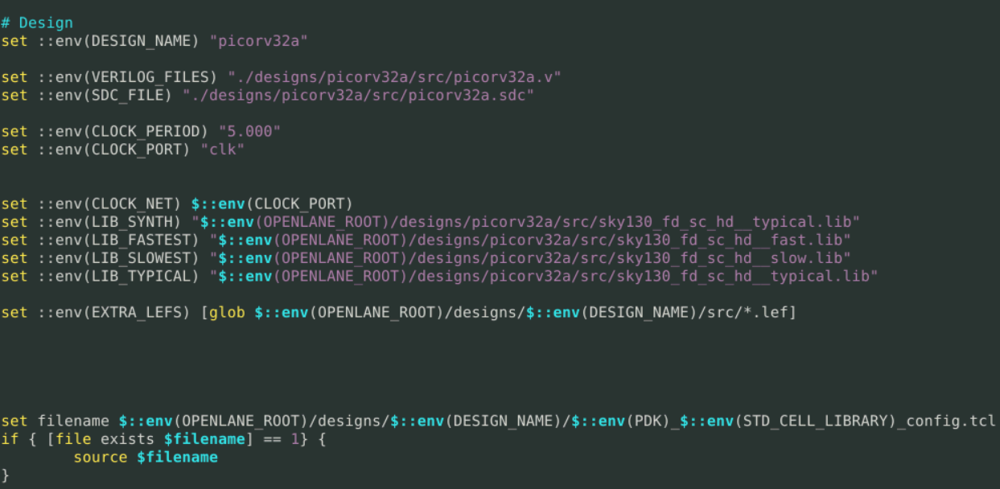 # Design
set ::env(DESIGN_NAME) "picorv32a"
set ::env(VERILOG_FILES) "./designs/picorv32a/src/picorv32a.v"
set ::env(SDC_FILE) "./designs/picorv32a/src/picorv32a.sdc"
set ::env(CLOCK_PERIOD) "5.000"
set ::env(CLOCK_PORT) "clk"
set ::env(CLOCK_NET) $::env(CLOCK_PORT)
set ::env(LIB_SYNTH) "$::env(OPENLANE_ROOT)/designs/picorv32a/src/sky130_fd_sc_hd__typical.lib"
set ::env(LIB_FASTEST) "$::env(OPENLANE_ROOT)/designs/picorv32a/src/sky130_fd_sc_hd__fast.lib"
set ::env(LIB_SLOWEST) "$::env(OPENLANE_ROOT)/designs/picorv32a/src/sky130_fd_sc_hd__slow.lib"
set ::env(LIB_TYPICAL) "$::env(OPENLANE_ROOT)/designs/picorv32a/src/sky130_fd_sc_hd__typical.lib"
set ::env(EXTRA_LEFS) [glob $::env(OPENLANE_ROOT)/designs/$::env(DESIGN_NAME)/src/*.lef]
set filename $::env(OPENLANE_ROOT)/designs/$::env(DESIGN_NAME)/$::env(PDK)_$::env(STD_CELL_LIBRARY)_config.tcl
if { [file exists $filename] == 1} {
        source $filename
}